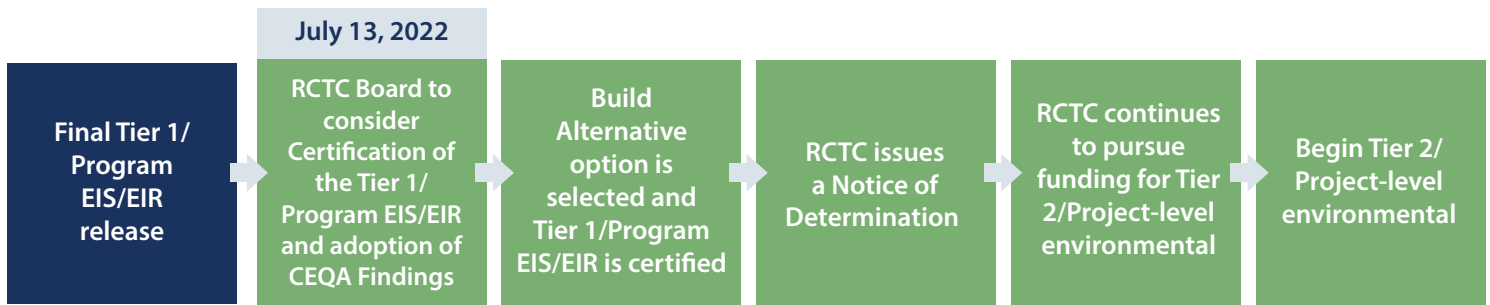 July 13, 2022
Final Tier 1/
Program
EIS/EIR
release
RCTC Board to
consider
Certification of
the Tier 1/
Program EIS/EIR
and adoption of
CEQA Findings
Build
Alternative
option is
selected and
Tier 1/Program
EIS/EIR is certified
RCTC issues
a Notice of
Determination
RCTC continues
to pursue
funding for Tier
2/Project-level
environmental
Begin Tier 2/
Project-level
environmental